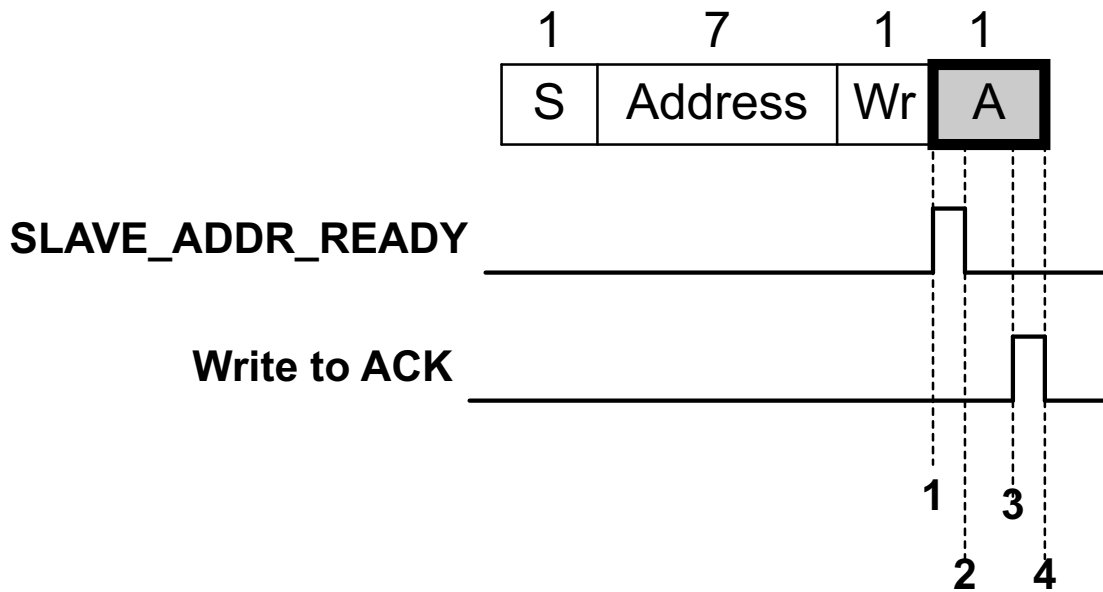 1 7 1 1
S Address Wr A
SLAVE_ADDR_READY
Write to ACK
1 3
2 4